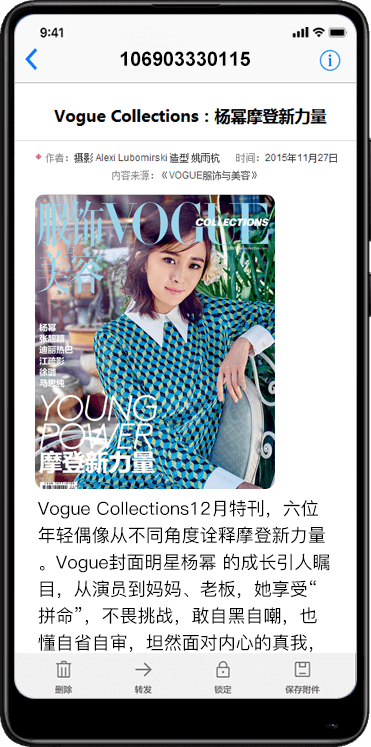 9:41
106903330115
Vogue Collections：杨幂摩登新力量
* 作者：摄影 Alexi Lubomirski 造型 姚雨杭 时间：2015年11月27日
内容来源：《VOGUE服饰与美容》
服饰 VOGUE
COLLECTIONS
美容
杨幂
张靓颖
迪丽热巴
江疏影
徐璐
马思纯
YOUNG
POWER
摩登新力量
Vogue Collections12月特刊，六位
年轻偶像从不同角度诠释摩登新力量
。Vogue封面明星杨幂 的成长引人瞩
目，从演员到妈妈、老板，她享受“
拼命”，不畏挑战，敢自黑自嘲，也
懂自省自审，坦然面对内心的真我，
删除 转发 锁定 保存附件